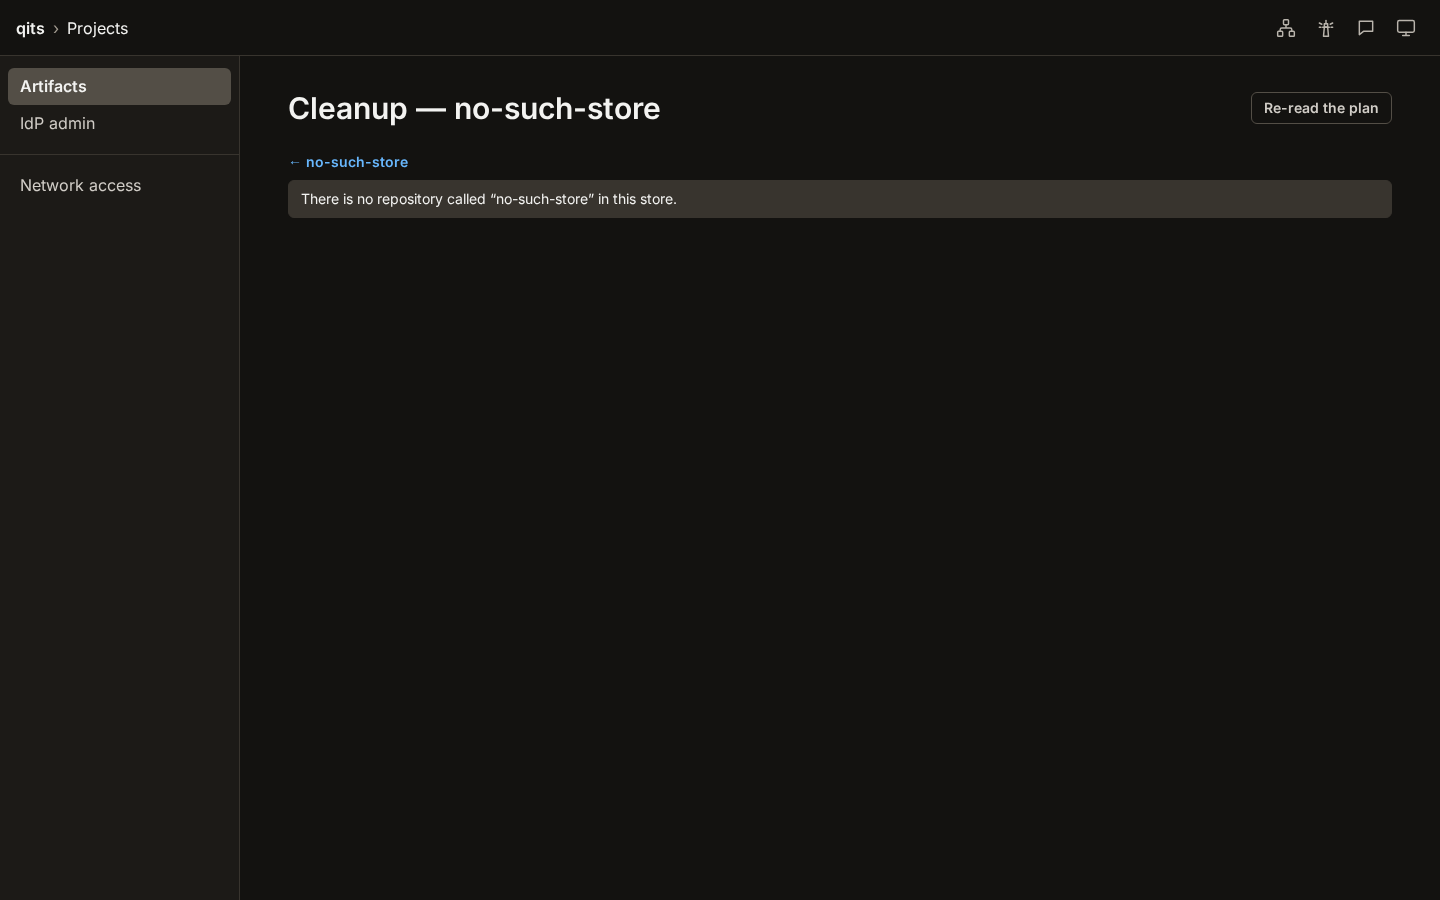 qits › Projects
Artifacts
IdP admin
Network access
Cleanup — no-such-store
Re-read the plan
← no-such-store
There is no repository called “no-such-store” in this store.